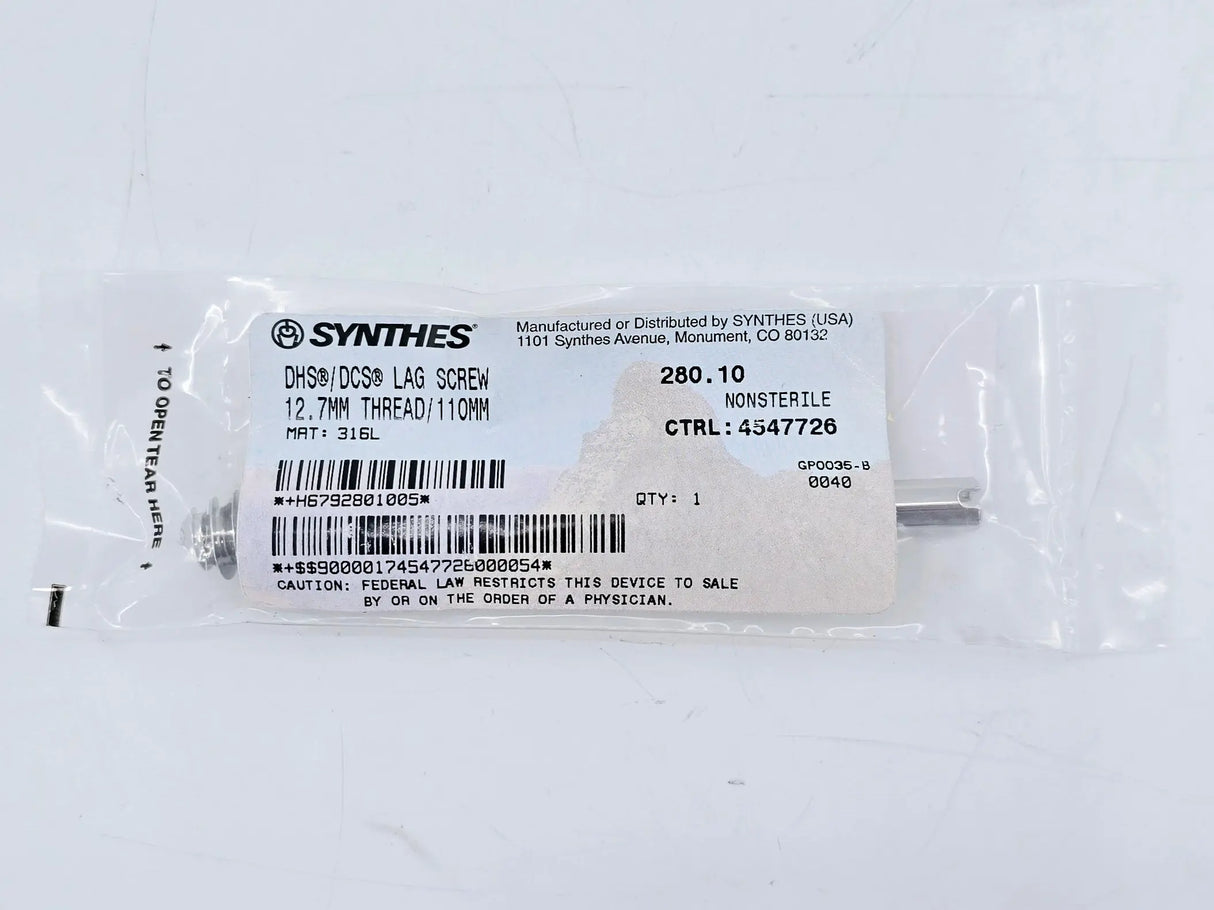 SYNTHES®
Manufactured or Distributed by SYNTHES (USA)
1101 Synthes Avenue, Monument, CO 80132
DHS®/DCS® LAG SCREW
12.7MM THREAD/110MM
MAT: 316L
280.10
NONSTERILE
CTRL: 4547726
GP0035-B
0040
*+H6792801005*
QTY: 1
*+$$90000174547726000054*
CAUTION: FEDERAL LAW RESTRICTS THIS DEVICE TO SALE
BY OR ON THE ORDER OF A PHYSICIAN.
TO OPEN TEAR HERE